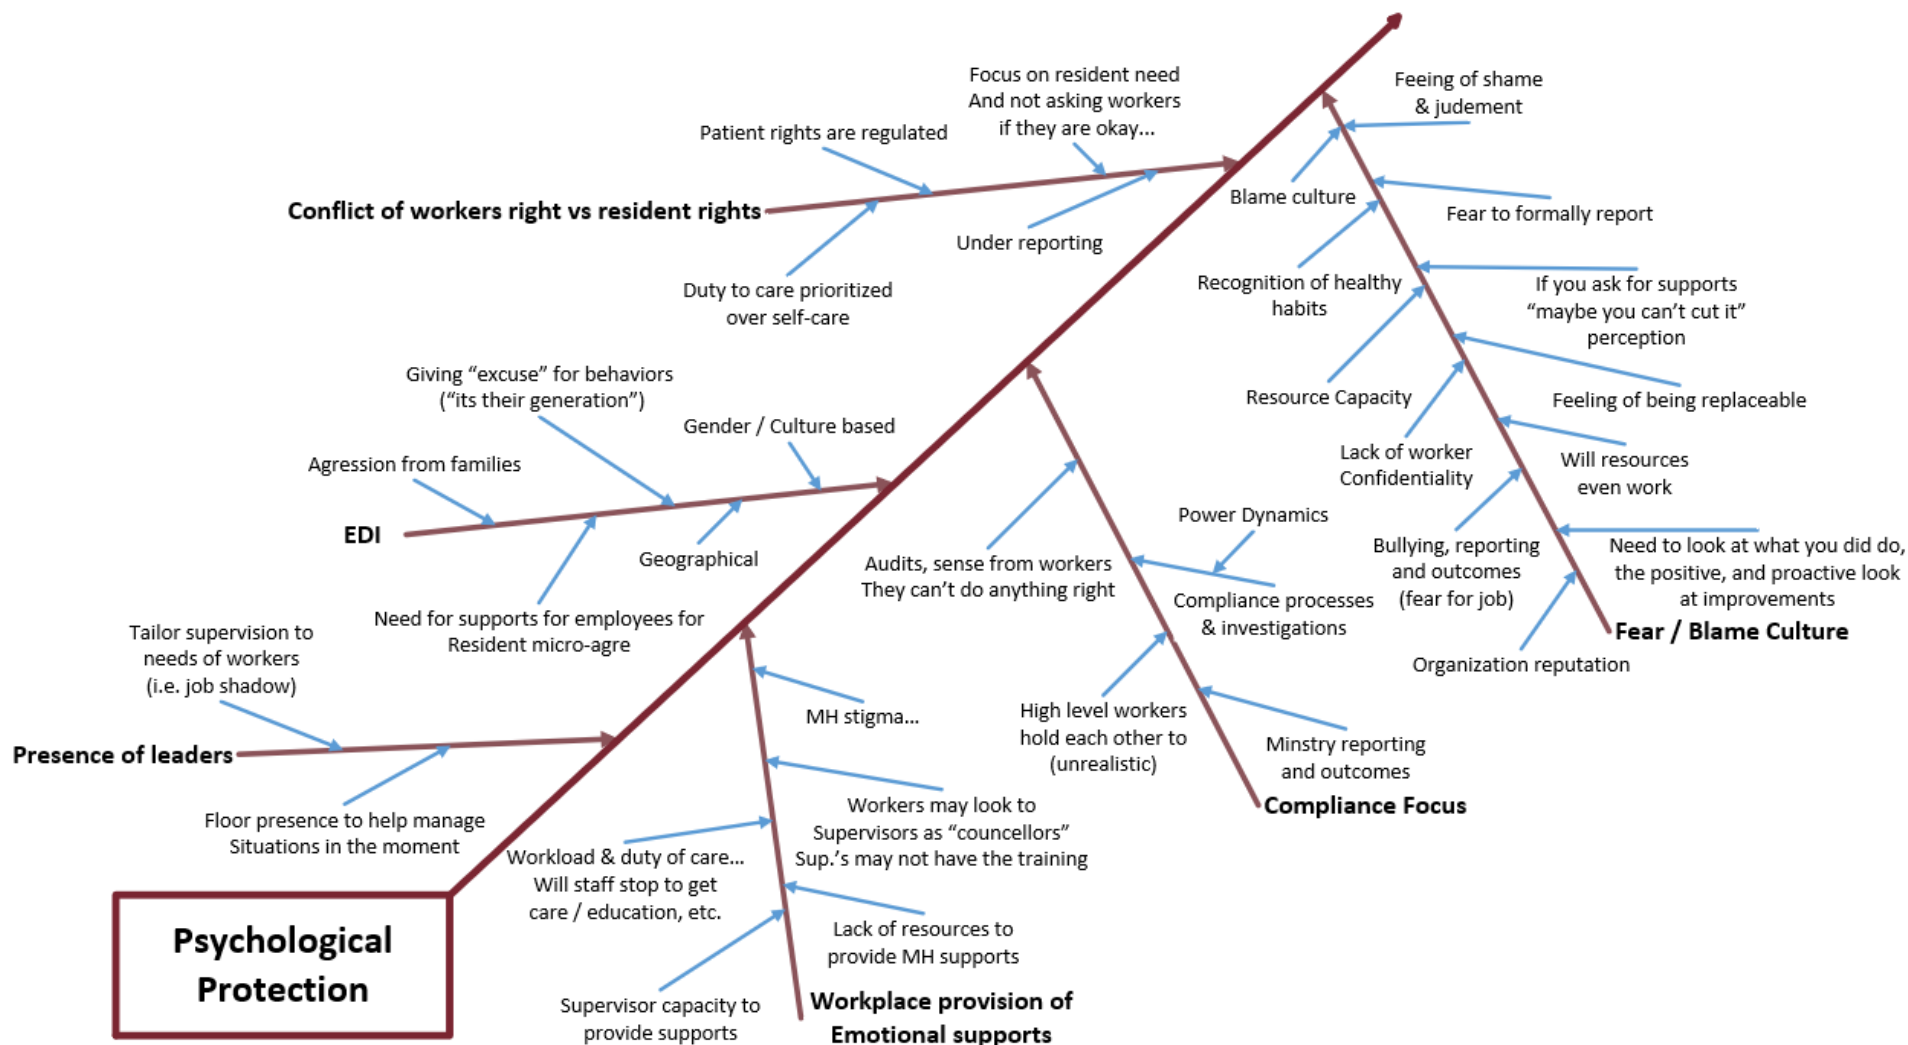 Focus on resident need
And not asking workers
if they are okay...
Patient rights are regulated
Conflict of workers right vs resident rights
Under reporting
Duty to care prioritized
over self-care
Feeing of shame
& judement
Blame culture
Fear to formally report
Recognition of healthy
habits
If you ask for supports
“maybe you can’t cut it”
perception
Resource Capacity
Feeling of being replaceable
Lack of worker
Confidentiality
Will resources
even work
Bullying, reporting
and outcomes
(fear for job)
Need to look at what you did do,
the positive, and proactive look
at improvements
Organization reputation
Fear / Blame Culture
Giving “excuse” for behaviors
(“its their generation”)
Gender / Culture based
Agression from families
EDI
Geographical
Need for supports for employees for
Resident micro-agre
Audits, sense from workers
They can’t do anything right
Power Dynamics
Compliance processes
& investigations
High level workers
hold each other to
(unrealistic)
Minstry reporting
and outcomes
Compliance Focus
Tailor supervision to
needs of workers
(i.e. job shadow)
Presence of leaders
Floor presence to help manage
Situations in the moment
MH stigma...
Workers may look to
Supervisors as “councellors”
Sup.’s may not have the training
Workload & duty of care...
Will staff stop to get
care / education, etc.
Lack of resources to
provide MH supports
Supervisor capacity to
provide supports
Workplace provision of
Emotional supports
Psychological
Protection